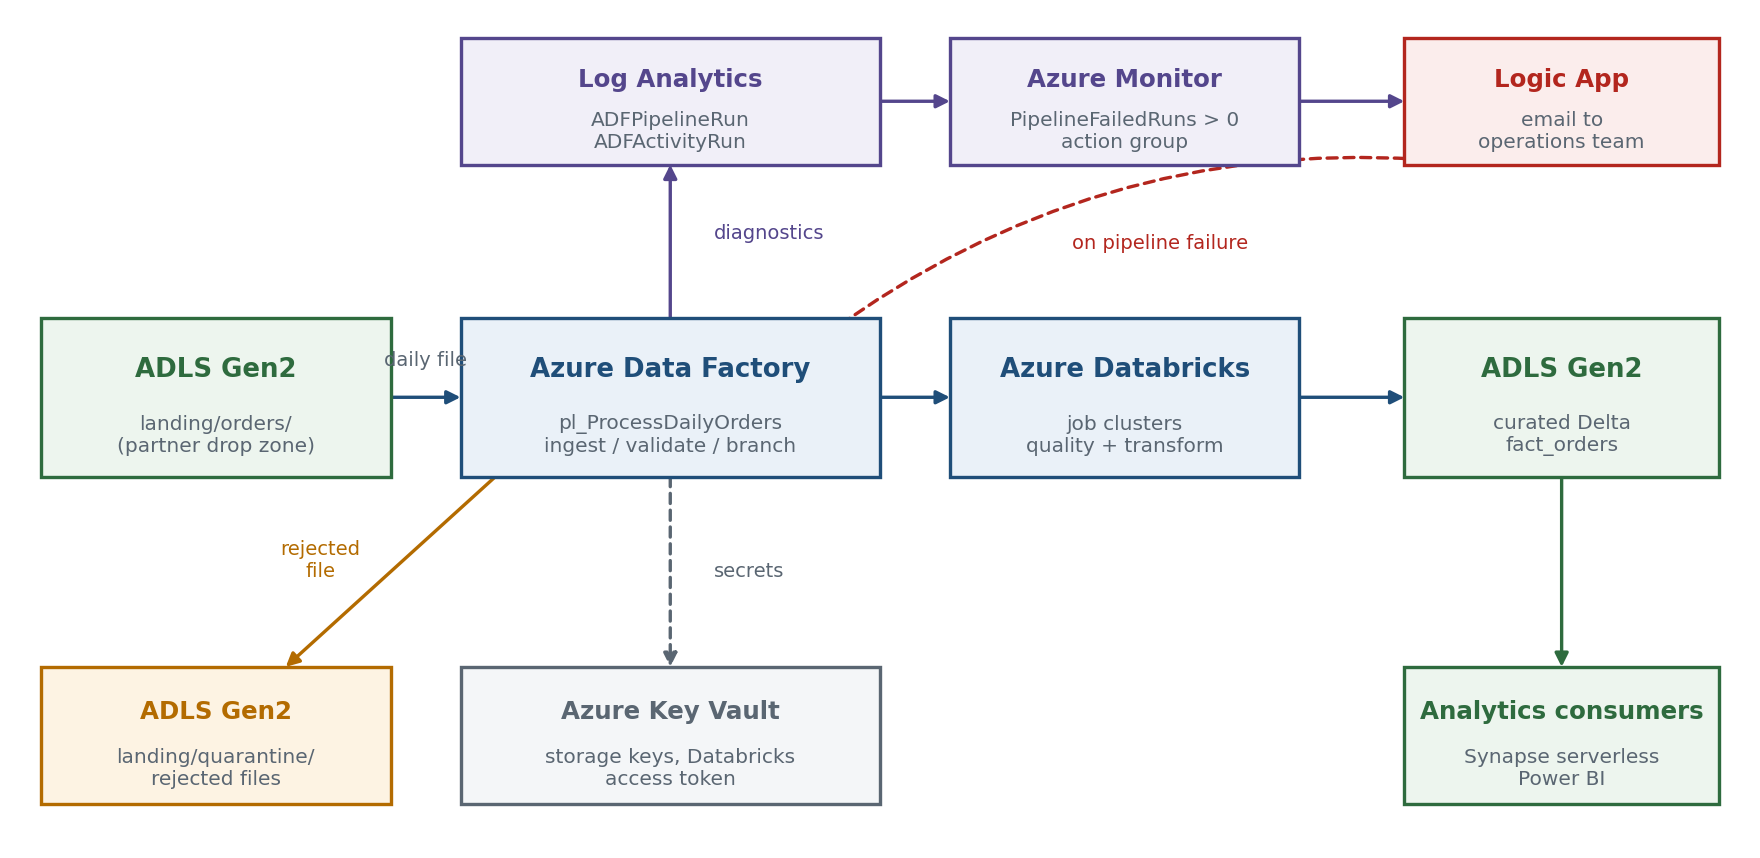 Log Analytics
ADFPipelineRun
ADFActivityRun
Azure Monitor
PipelineFailedRuns > 0
action group
Logic App
email to
operations team
diagnostics
on pipeline failure
ADLS Gen2
landing/orders/
(partner drop zone)
daily file
Azure Data Factory
pl_ProcessDailyOrders
ingest / validate / branch
Azure Databricks
job clusters
quality + transform
ADLS Gen2
curated Delta
fact_orders
rejected
file
secrets
ADLS Gen2
landing/quarantine/
rejected files
Azure Key Vault
storage keys, Databricks
access token
Analytics consumers
Synapse serverless
Power BI